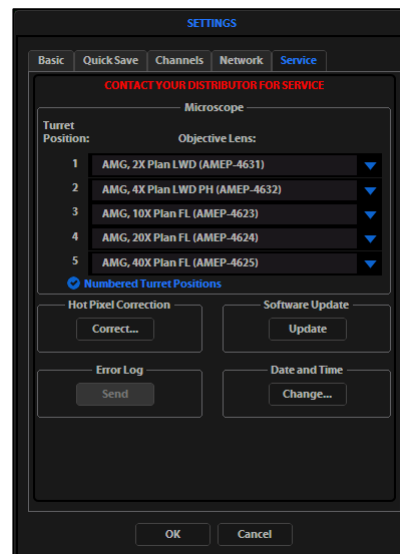 SETTINGS
Basic Quick Save Channels Network Service
CONTACT YOUR DISTRIBUTOR FOR SERVICE
Microscope
Turret
Position: Objective Lens:
1 AMG, 2X Plan LWD (AMEP-4631)
2 AMG, 4X Plan LWD PH (AMEP-4632)
3 AMG, 10X Plan FL (AMEP-4623)
4 AMG, 20X Plan FL (AMEP-4624)
5 AMG, 40X Plan FL (AMEP-4625)
Numbered Turret Positions
Hot Pixel Correction Software Update
Correct... Update
Error Log Date and Time
Send Change...
OK Cancel